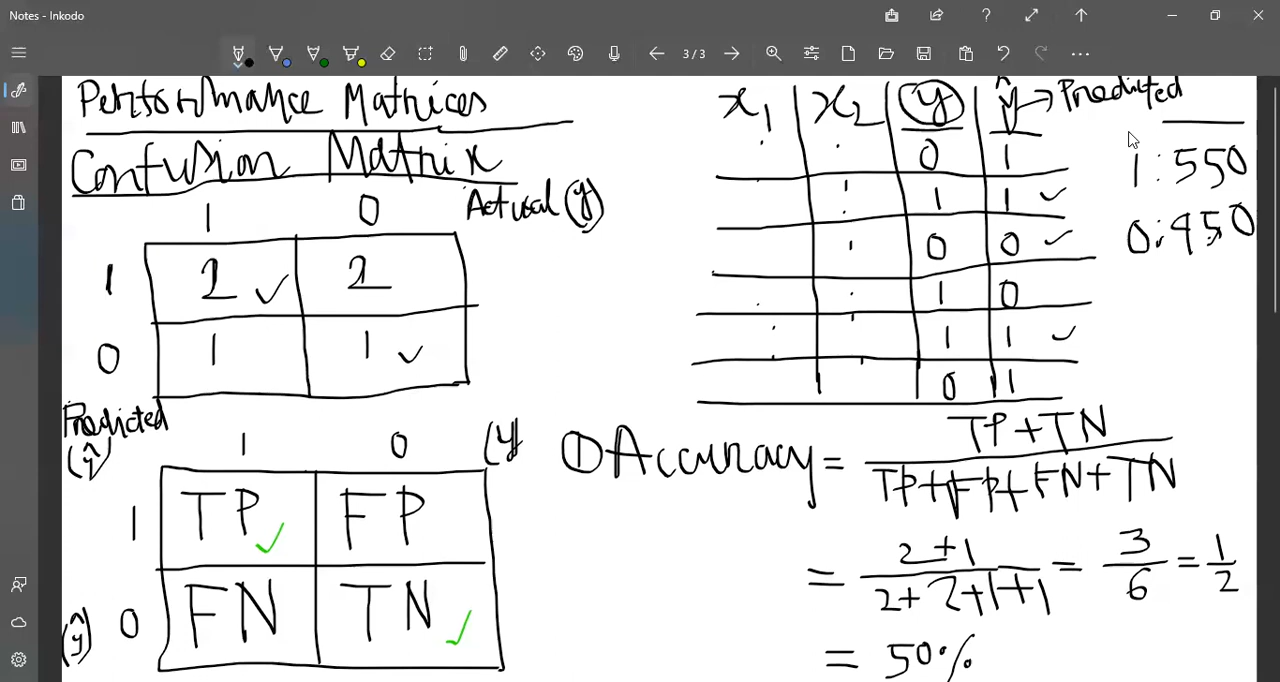 Notes - Inkodo
3/3
Performance Matrices
Confusion Matrix
1 0 Actual (y)
1 2 ✓ 2
0 1 1 ✓
Predicted
(ŷ)
1 0 (y
1 TP ✓ FP
0 FN TN ✓
(ŷ)
x₁ x₂ y ŷ → Predicted
0 1
1 1 ✓
0 0 ✓
1 0
1 1 ✓
0 1
1 : 550
0 : 450
① Accuracy = TP+TN
TP+FP+FN+TN
= 2+1 = 3 = 1
2+2+1+1 6 2
= 50%